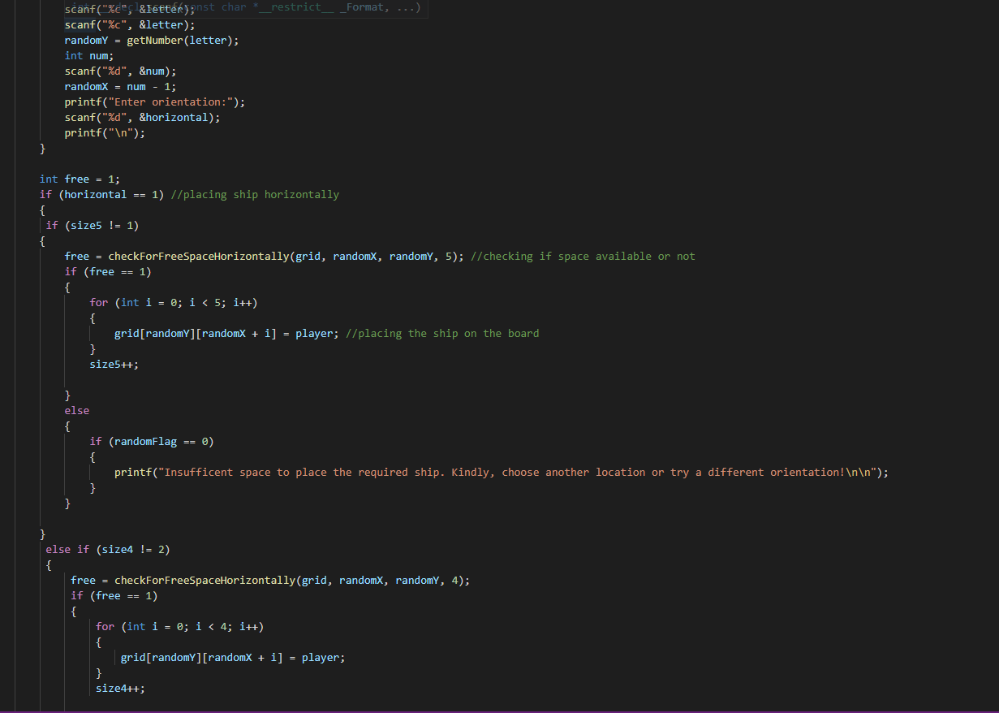 scanf("%c", &letter);
scanf("%c", &letter);
randomY = getNumber(letter);
int num;
scanf("%d", &num);
randomX = num - 1;
printf("Enter orientation:");
scanf("%d", &horizontal);
printf("\n");
}
int free = 1;
if (horizontal == 1) //placing ship horizontally
{
if (size5 != 1)
{
free = checkForFreeSpaceHorizontally(grid, randomX, randomY, 5); //checking if space available or not
if (free == 1)
{
for (int i = 0; i < 5; i++)
{
grid[randomY][randomX + i] = player; //placing the ship on the board
}
size5++;
}
else
{
if (randomFlag == 0)
{
printf("Insufficent space to place the required ship. Kindly, choose another location or try a different orientation!\n\n");
}
}
}
else if (size4 != 2)
{
free = checkForFreeSpaceHorizontally(grid, randomX, randomY, 4);
if (free == 1)
{
for (int i = 0; i < 4; i++)
{
grid[randomY][randomX + i] = player;
}
size4++;